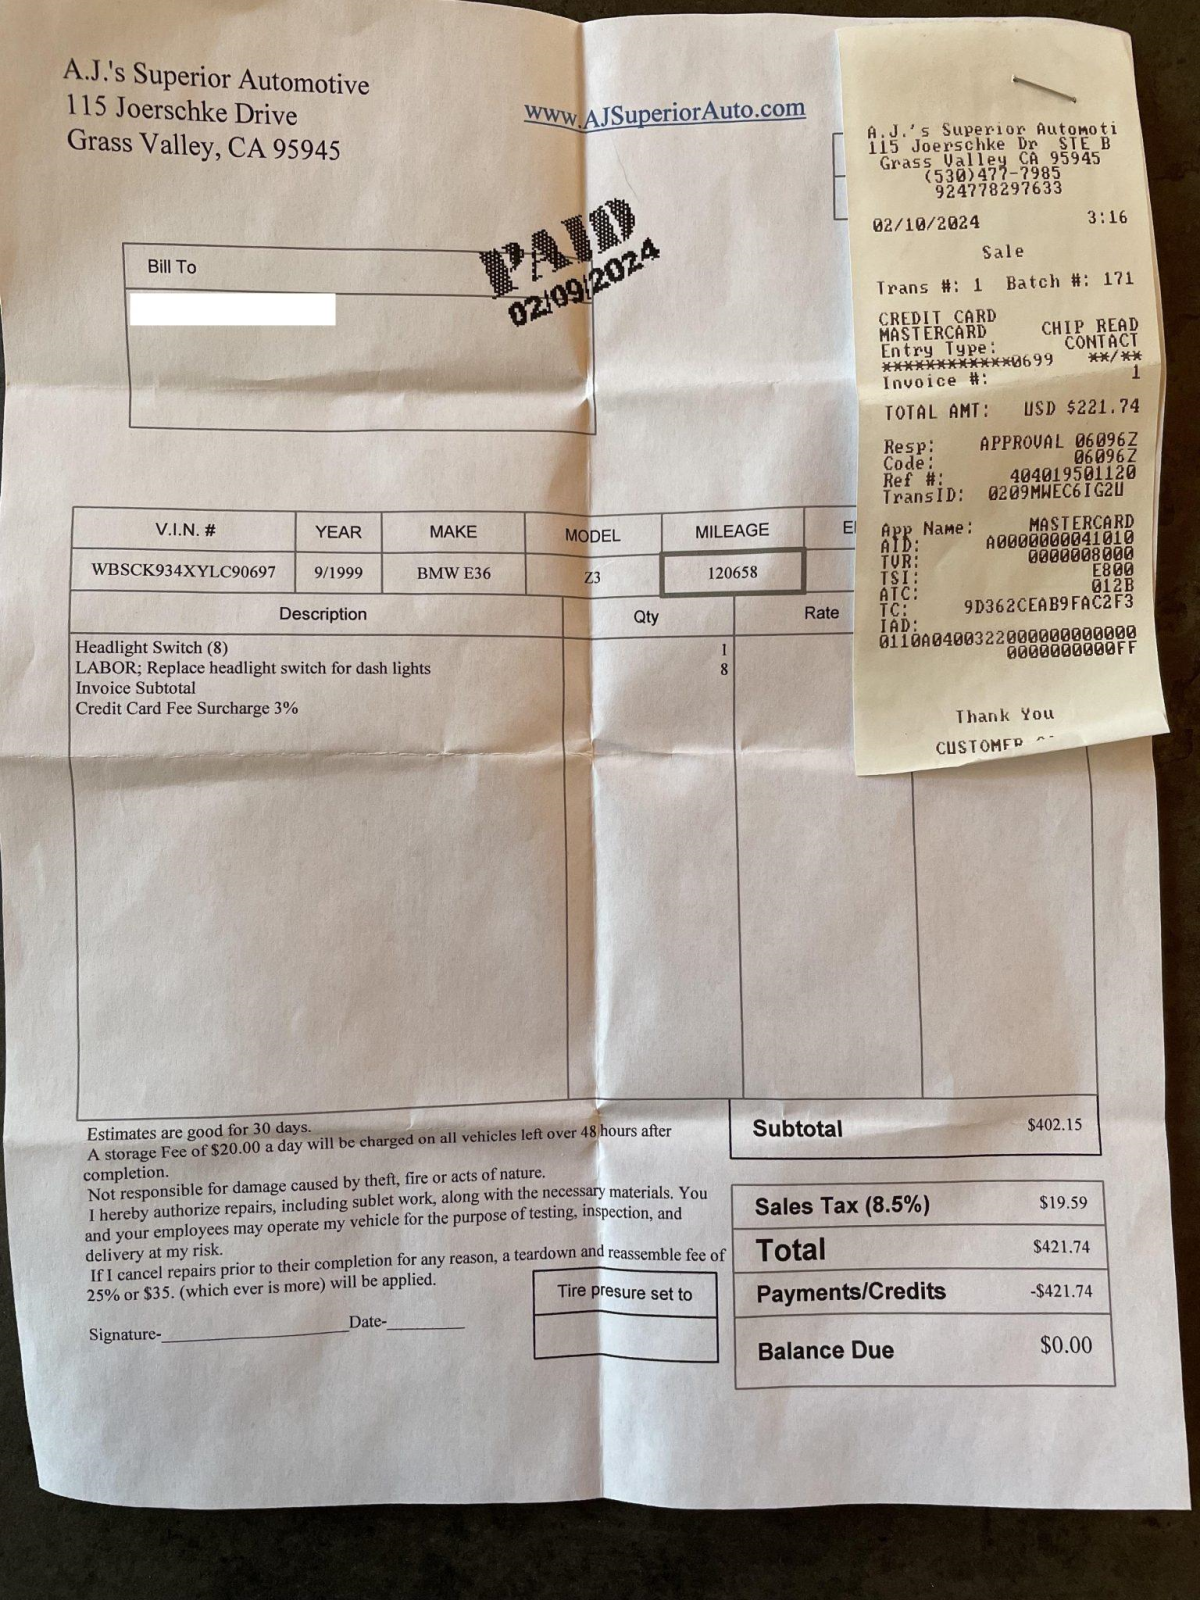 A.J.'s Superior Automotive
115 Joerschke Drive
Grass Valley, CA 95945
www.AJSuperiorAuto.com
PAID
02/09/2024
Bill To
V.I.N. # YEAR MAKE MODEL MILEAGE
WBSCK934XYLC90697 9/1999 BMW E36 Z3 120658
Description Qty Rate
Headlight Switch (8) 1
LABOR; Replace headlight switch for dash lights 8
Invoice Subtotal
Credit Card Fee Surcharge 3%
Estimates are good for 30 days.
A storage Fee of $20.00 a day will be charged on all vehicles left over 48 hours after
completion.
Not responsible for damage caused by theft, fire or acts of nature.
I hereby authorize repairs, including sublet work, along with the necessary materials. You
and your employees may operate my vehicle for the purpose of testing, inspection, and
delivery at my risk.
If I cancel repairs prior to their completion for any reason, a teardown and reassemble fee of
25% or $35. (which ever is more) will be applied.
Signature-____________________Date-________
Tire presure set to
Subtotal $402.15
Sales Tax (8.5%) $19.59
Total $421.74
Payments/Credits -$421.74
Balance Due $0.00
A.J.'s Superior Automoti
115 Joerschke Dr STE B
Grass Valley CA 95945
(530)477-7985
924778297633
02/10/2024 3:16
Sale
Trans #: 1 Batch #: 171
CREDIT CARD
MASTERCARD CHIP READ
Entry Type: CONTACT
************0699 **/**
Invoice #: 1
TOTAL AMT: USD $221.74
Resp: APPROVAL 06096Z
Code: 06096Z
Ref #: 404019501120
TransID: 0209MWEC6IG2U
App Name: MASTERCARD
AID: A0000000041010
TVR: 0000008000
TSI: E800
ATC: 012B
TC: 9D362CEAB9FAC2F3
IAD:
0110A0400322000000000000
0000000000FF
Thank You
CUSTOMER